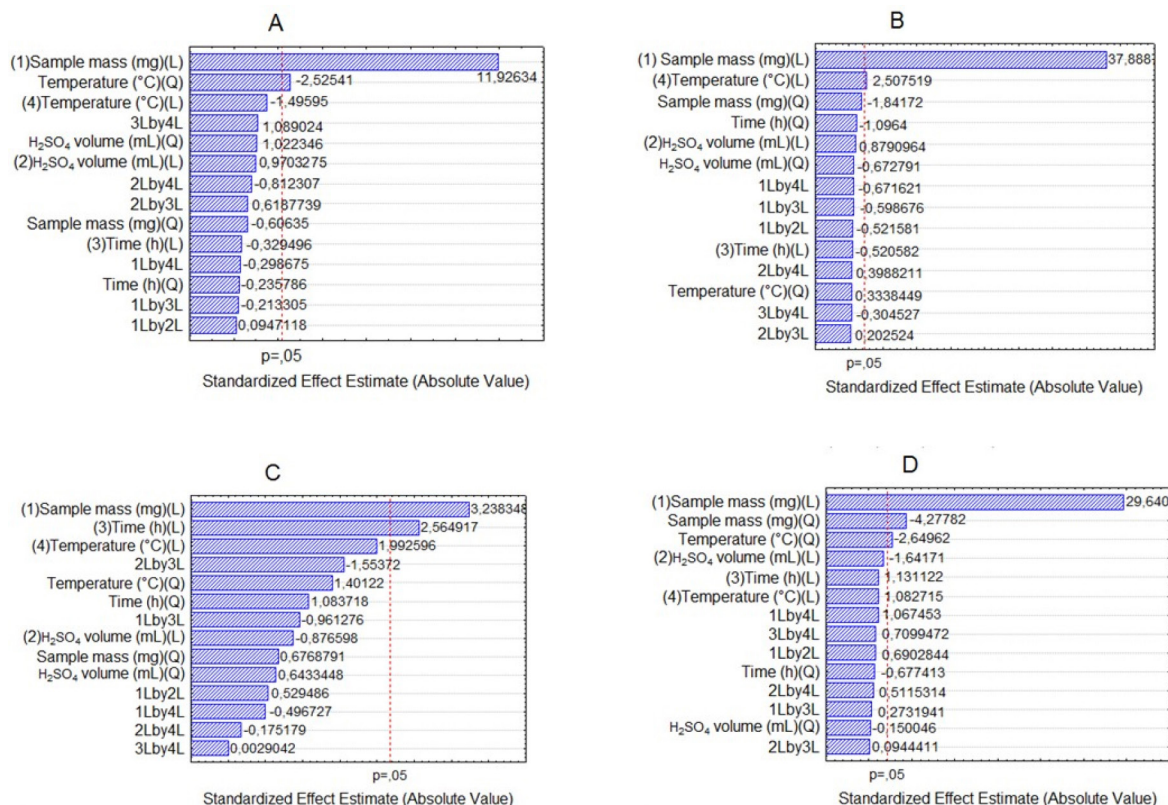 A
(1)Sample mass (mg)(L) 11,92634
Temperature (°C)(Q) -2,52541
(4)Temperature (°C)(L) -1,49595
3Lby4L 1,089024
H₂SO₄ volume (mL)(Q) 1,022346
(2)H₂SO₄ volume (mL)(L) 0,9703275
2Lby4L -0,812307
2Lby3L 0,6187739
Sample mass (mg)(Q) -0,60635
(3)Time (h)(L) -0,329496
1Lby4L -0,298675
Time (h)(Q) -0,235786
1Lby3L -0,213305
1Lby2L 0,0947118
p=,05
Standardized Effect Estimate (Absolute Value)
B
(1) Sample mass (mg)(L) 37,888
(4)Temperature (°C)(L) 2,507519
Sample mass (mg)(Q) -1,84172
Time (h)(Q) -1,0964
(2)H₂SO₄ volume (mL)(L) 0,8790964
H₂SO₄ volume (mL)(Q) -0,672791
1Lby4L -0,671621
1Lby3L -0,598676
1Lby2L -0,521581
(3)Time (h)(L) -0,520582
2Lby4L 0,3988211
Temperature (°C)(Q) 0,3338449
3Lby4L -0,304527
2Lby3L 0,202524
p=,05
Standardized Effect Estimate (Absolute Value)
C
(1)Sample mass (mg)(L) 3,238348
(3)Time (h)(L) 2,564917
(4)Temperature (°C)(L) 1,992596
2Lby3L -1,55372
Temperature (°C)(Q) 1,40122
Time (h)(Q) 1,083718
1Lby3L -0,961276
(2)H₂SO₄ volume (mL)(L) -0,876598
Sample mass (mg)(Q) 0,6768791
H₂SO₄ volume (mL)(Q) 0,6433448
1Lby2L 0,529486
1Lby4L -0,496727
2Lby4L -0,175179
3Lby4L 0,0029042
p=,05
Standardized Effect Estimate (Absolute Value)
D
(1)Sample mass (mg)(L) 29,640
Sample mass (mg)(Q) -4,27782
Temperature (°C)(Q) -2,64962
(2)H₂SO₄ volume (mL)(L) -1,64171
(3)Time (h)(L) 1,131122
(4)Temperature (°C)(L) 1,082715
1Lby4L 1,067453
3Lby4L 0,7099472
1Lby2L 0,6902844
Time (h)(Q) -0,677413
2Lby4L 0,5115314
1Lby3L 0,2731941
H₂SO₄ volume (mL)(Q) -0,150046
2Lby3L 0,0944411
p=,05
Standardized Effect Estimate (Absolute Value)